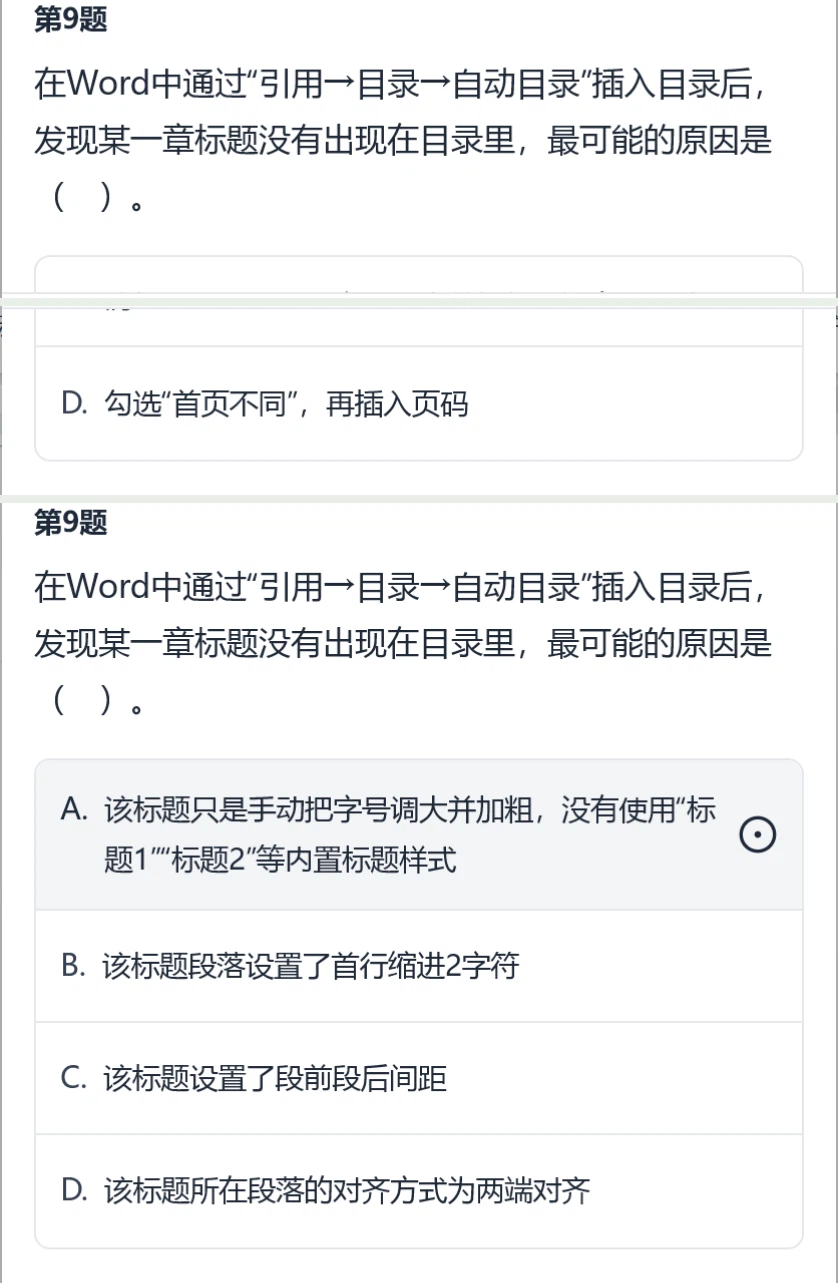 第9题
在Word中通过“引用→目录→自动目录”插入目录后，
发现某一章标题没有出现在目录里，最可能的原因是
（　）。
D. 勾选“首页不同”，再插入页码
第9题
在Word中通过“引用→目录→自动目录”插入目录后，
发现某一章标题没有出现在目录里，最可能的原因是
（　）。
A. 该标题只是手动把字号调大并加粗，没有使用“标
题1”“标题2”等内置标题样式
B. 该标题段落设置了首行缩进2字符
C. 该标题设置了段前段后间距
D. 该标题所在段落的对齐方式为两端对齐